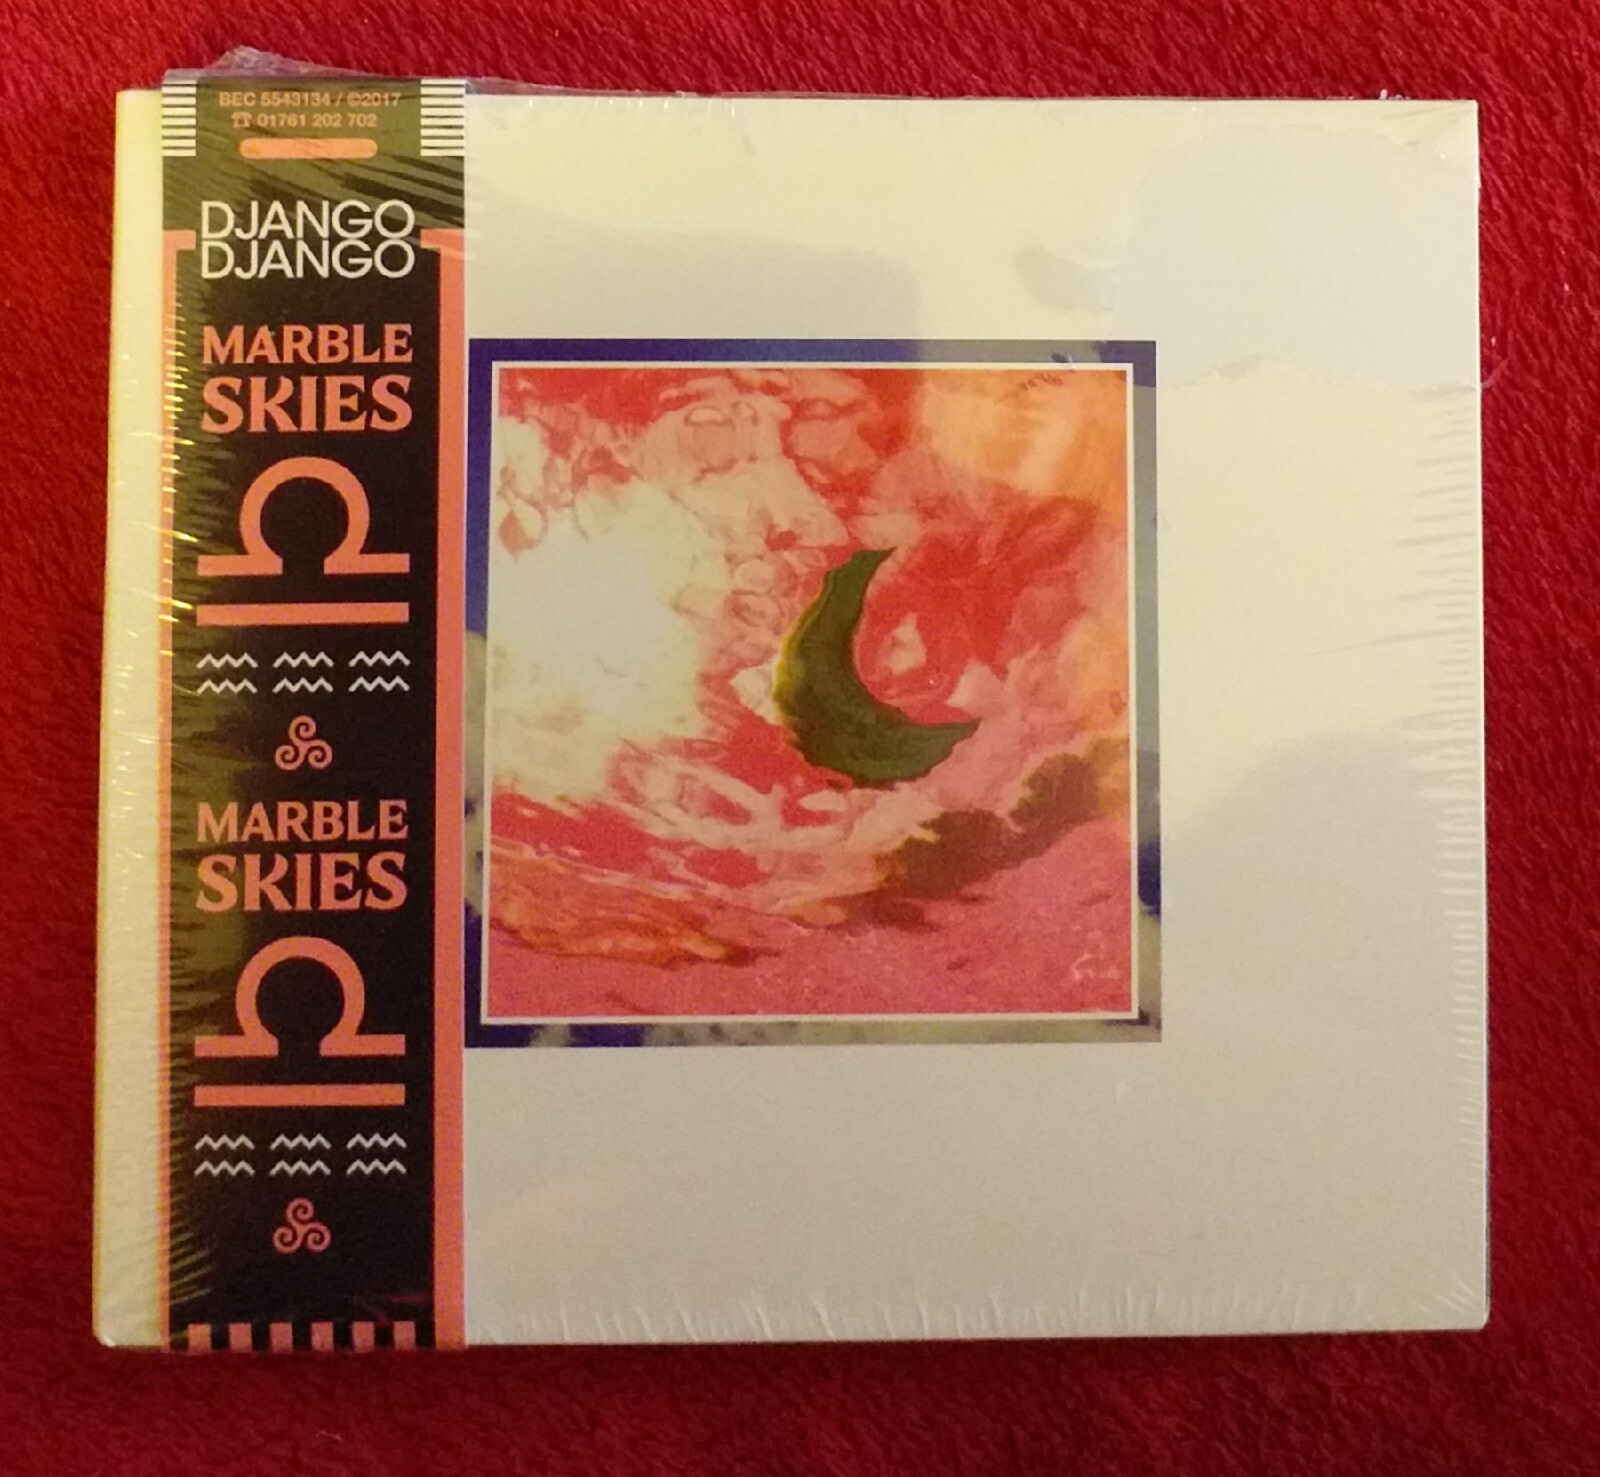 BEC 5543134 / ©2017
☎ 01761 202 702
DJANGO
DJANGO
MARBLE
SKIES
MARBLE
SKIES